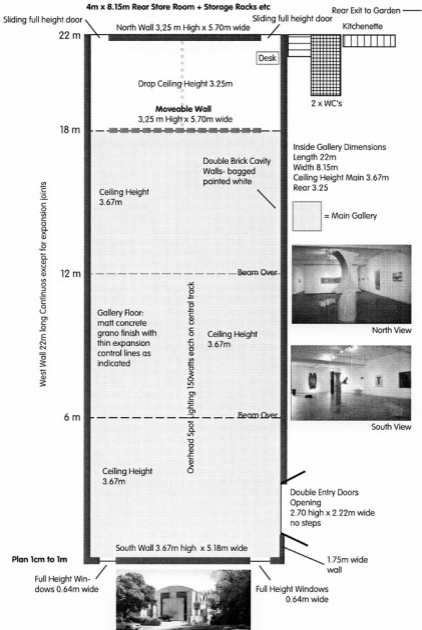 4m x 8.15m Rear Store Room + Storage Racks etc
Rear Exit to Garden
Sliding full height door
Sliding full height door
22 m
North Wall 3,25 m High x 5.70m wide
Kitchenette
Desk
2 x WC's
Drop Ceiling Height 3.25m
Moveable Wall
3,25 m High x 5.70m wide
18 m
Inside Gallery Dimensions
Length 22m
Width 8.15m
Ceiling Height Main 3.67m
Rear 3.25
Double Brick Cavity
Walls- bagged
painted white
= Main Gallery
Ceiling Height
3.67m
West Wall 22m long Continuos except for expansion joints
12 m
Beam Over
North View
Gallery Floor:
matt concrete
grano finish with
thin expansion
control lines as
indicated
Overhead Spot Lighting 150watts each on central track
Ceiling Height
3.67m
South View
6 m
Beam Over
Ceiling Height
3.67m
Double Entry Doors
Opening
2.70 high x 2.22m wide
no steps
South Wall 3.67m high x 5.18m wide
Plan 1cm to 1m
1.75m wide
wall
Full Height Win-
dows 0.64m wide
Full Height Windows
0.64m wide